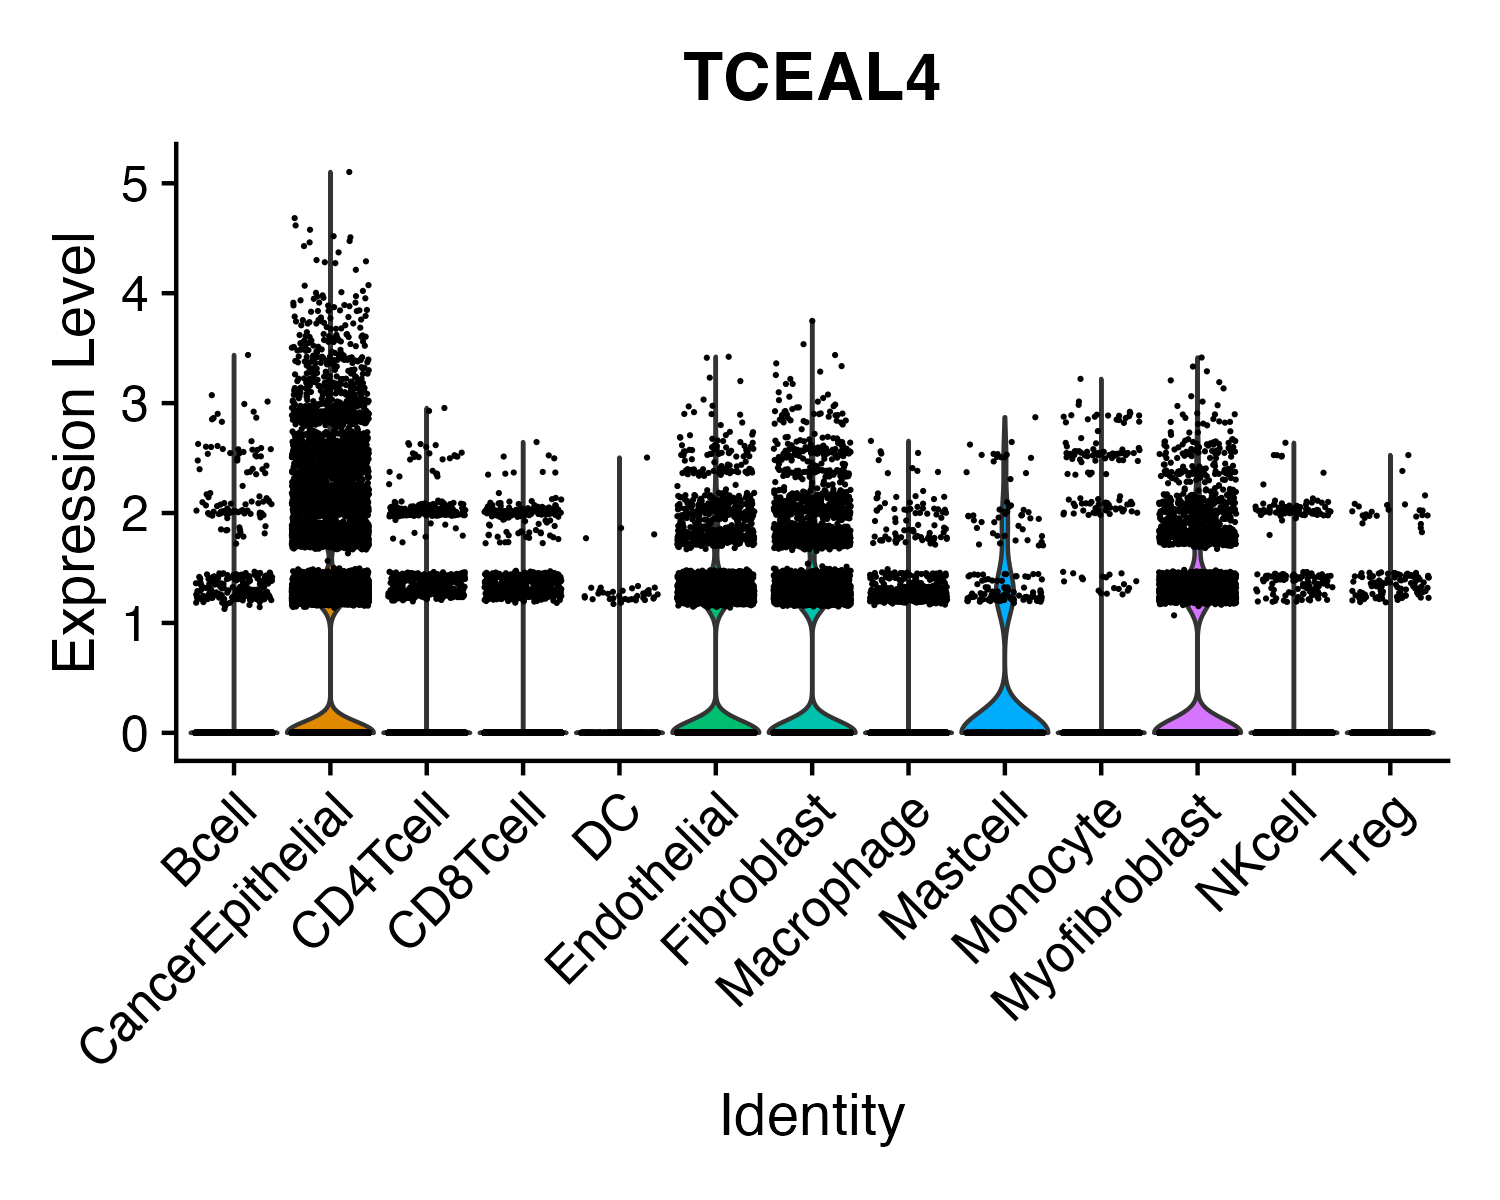 TCEAL4
Expression Level
5
4
3
2
1
0
Bcell
CancerEpithelial
CD4Tcell
CD8Tcell
DC
Endothelial
Fibroblast
Macrophage
Mastcell
Monocyte
Myofibroblast
NKcell
Treg
Identity